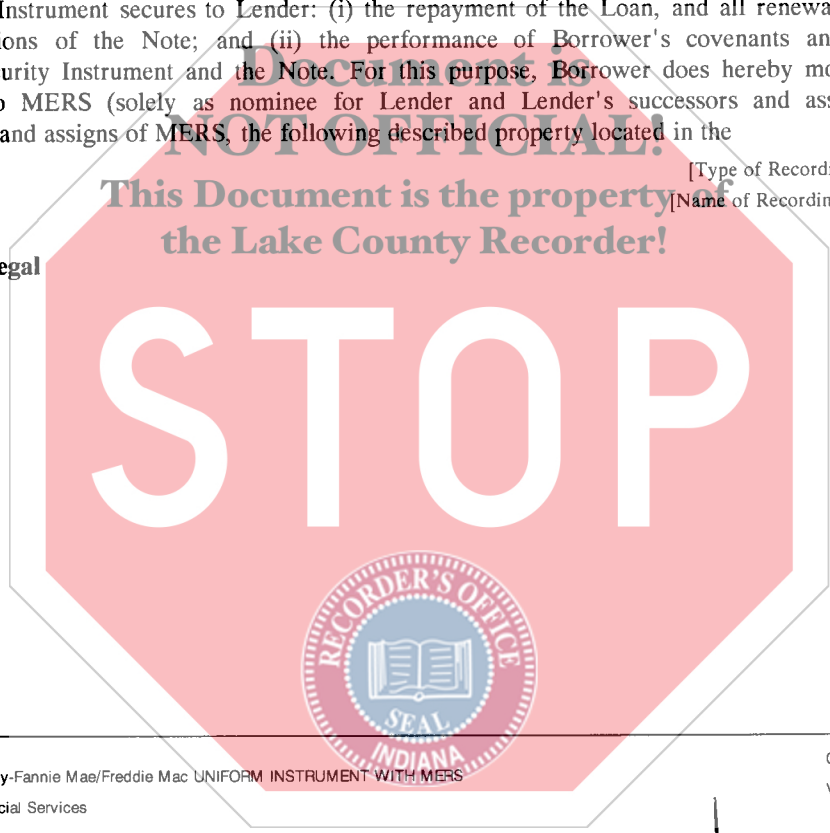 Instrument secures to Lender: (i) the repayment of the Loan, and all renewa
ions of the Note; and (ii) the performance of Borrower's covenants an
urity Instrument and the Note. For this purpose, Borrower does hereby mo
o MERS (solely as nominee for Lender and Lender's successors and ass
and assigns of MERS, the following described property located in the
[Type of Recordi
[Name of Recordin
egal
Document is
NOT OFFICIAL!
This Document is the property of
the Lake County Recorder!
STOP
RECORDER'S OFFICE
SEAL
INDIANA
y-Fannie Mae/Freddie Mac UNIFORM INSTRUMENT WITH MERS
cial Services